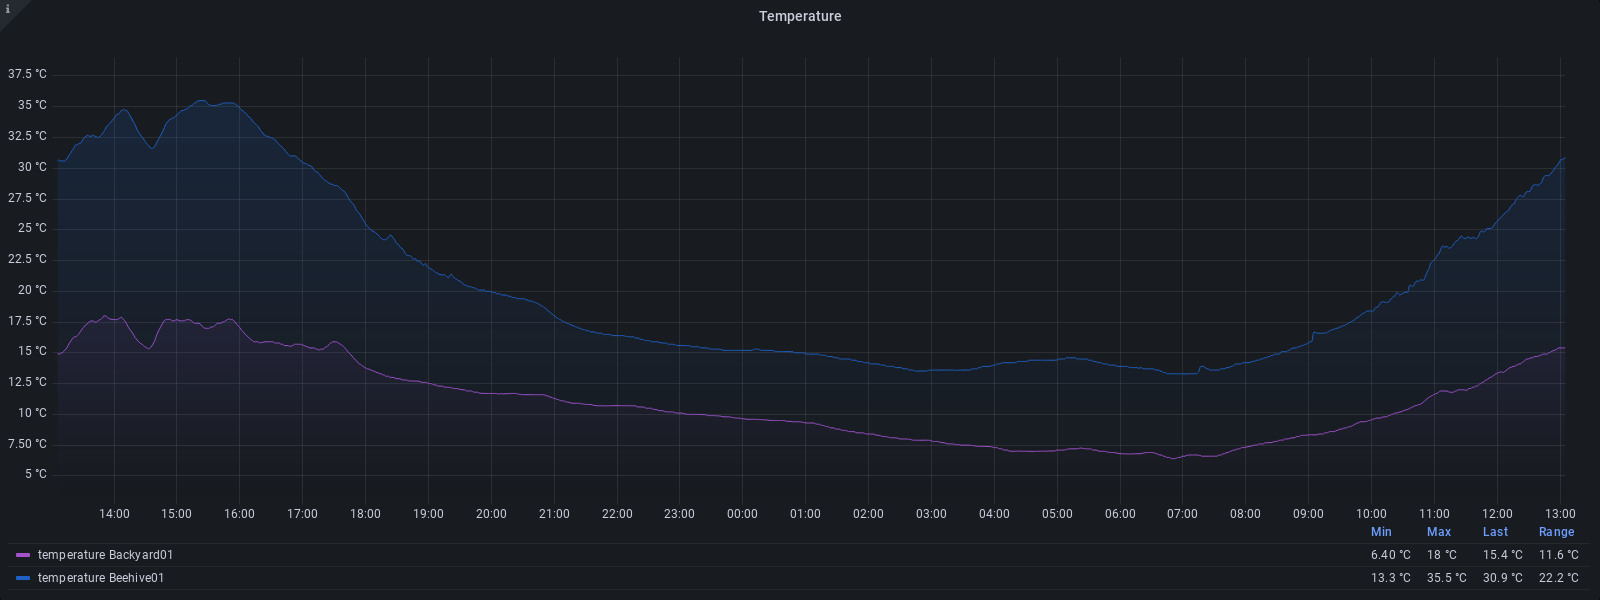 i
Temperature
37.5 °C
35 °C
32.5 °C
30 °C
27.5 °C
25 °C
22.5 °C
20 °C
17.5 °C
15 °C
12.5 °C
10 °C
7.50 °C
5 °C
14:00 15:00 16:00 17:00 18:00 19:00 20:00 21:00 22:00 23:00 00:00 01:00 02:00 03:00 04:00 05:00 06:00 07:00 08:00 09:00 10:00 11:00 12:00 13:00
Min Max Last Range
temperature Backyard01 6.40 °C 18 °C 15.4 °C 11.6 °C
temperature Beehive01 13.3 °C 35.5 °C 30.9 °C 22.2 °C